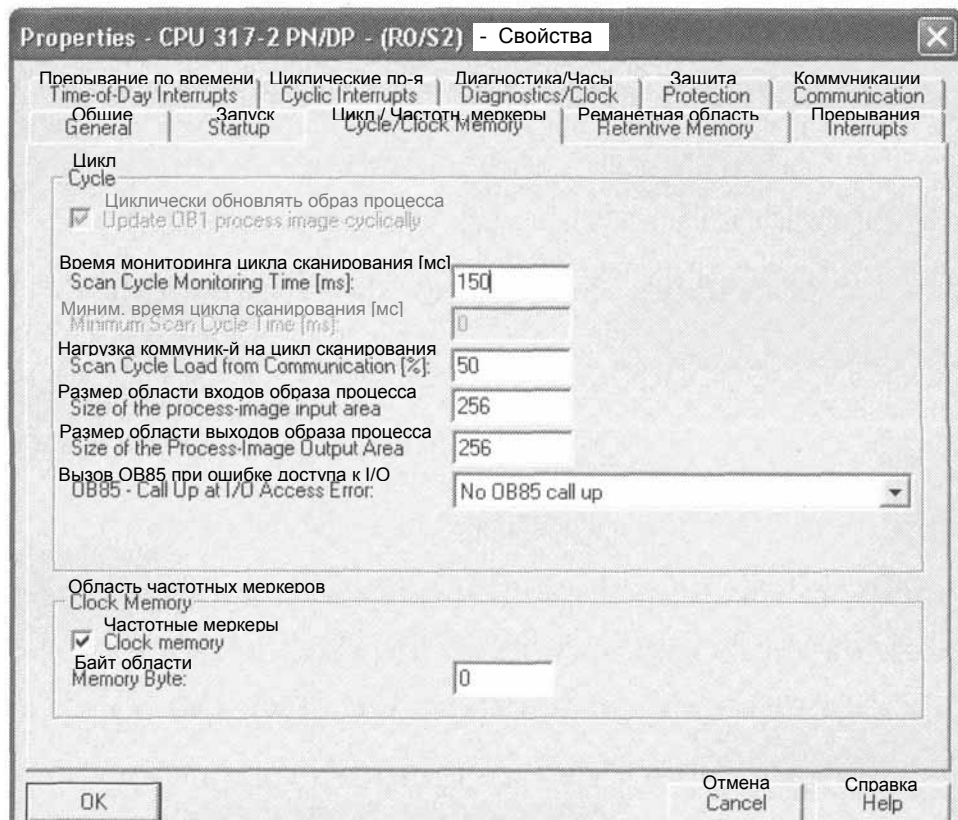 Properties - CPU 317-2 PN/DP - (R0/S2) - Свойства
Прерывание по времени Циклические пр-я Диагностика/Часы Защита Коммуникации
Time-of-Day Interrupts Cyclic Interrupts Diagnostics/Clock Protection Communication
Общие Запуск Цикл / Частотн. меркеры Реманетная область Прерывания
General Startup Cycle/Clock Memory Retentive Memory Interrupts
Цикл
Cycle
Циклически обновлять образ процесса
Update OB1 process image cyclically
Время мониторинга цикла сканирования [мс]
Scan Cycle Monitoring Time [ms]: 150
Миним. время цикла сканирования [мс]
Minimum Scan Cycle Time [ms]: 0
Нагрузка коммуник-й на цикл сканирования
Scan Cycle Load from Communication [%]: 50
Размер области входов образа процесса
Size of the process-image input area 256
Размер области выходов образа процесса
Size of the Process-Image Output Area 256
Вызов OB85 при ошибке доступа к I/O
OB85 - Call Up at I/O Access Error: No OB85 call up
Область частотных меркеров
Clock Memory
Частотные меркеры
Clock memory
Байт области
Memory Byte: 0
Отмена Справка
OK Cancel Help